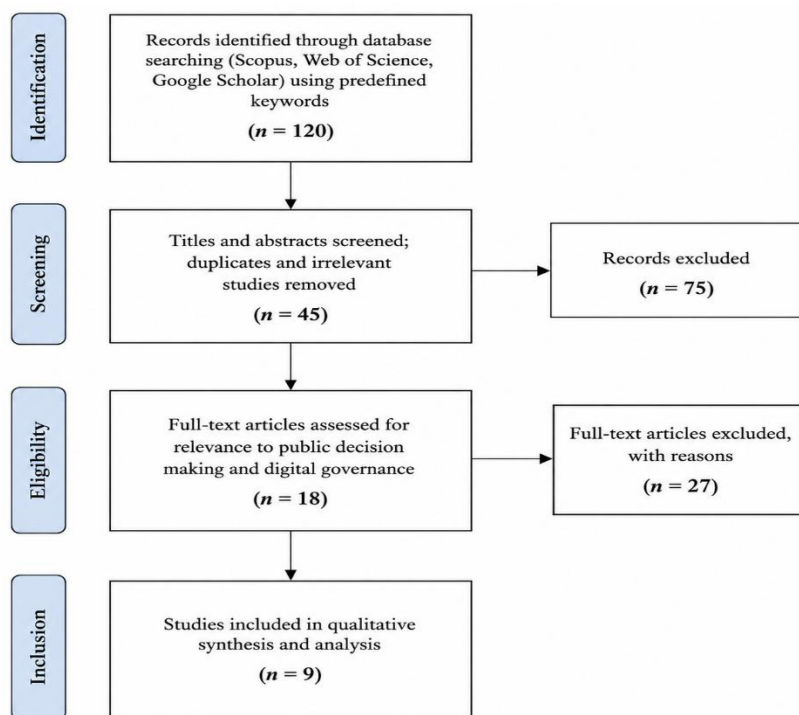 Identification
Records identified through database
searching (Scopus, Web of Science,
Google Scholar) using predefined
keywords
(n = 120)
Screening
Titles and abstracts screened;
duplicates and irrelevant
studies removed
(n = 45)
Records excluded
(n = 75)
Eligibility
Full-text articles assessed for
relevance to public decision
making and digital governance
(n = 18)
Full-text articles excluded,
with reasons
(n = 27)
Inclusion
Studies included in qualitative
synthesis and analysis
(n = 9)